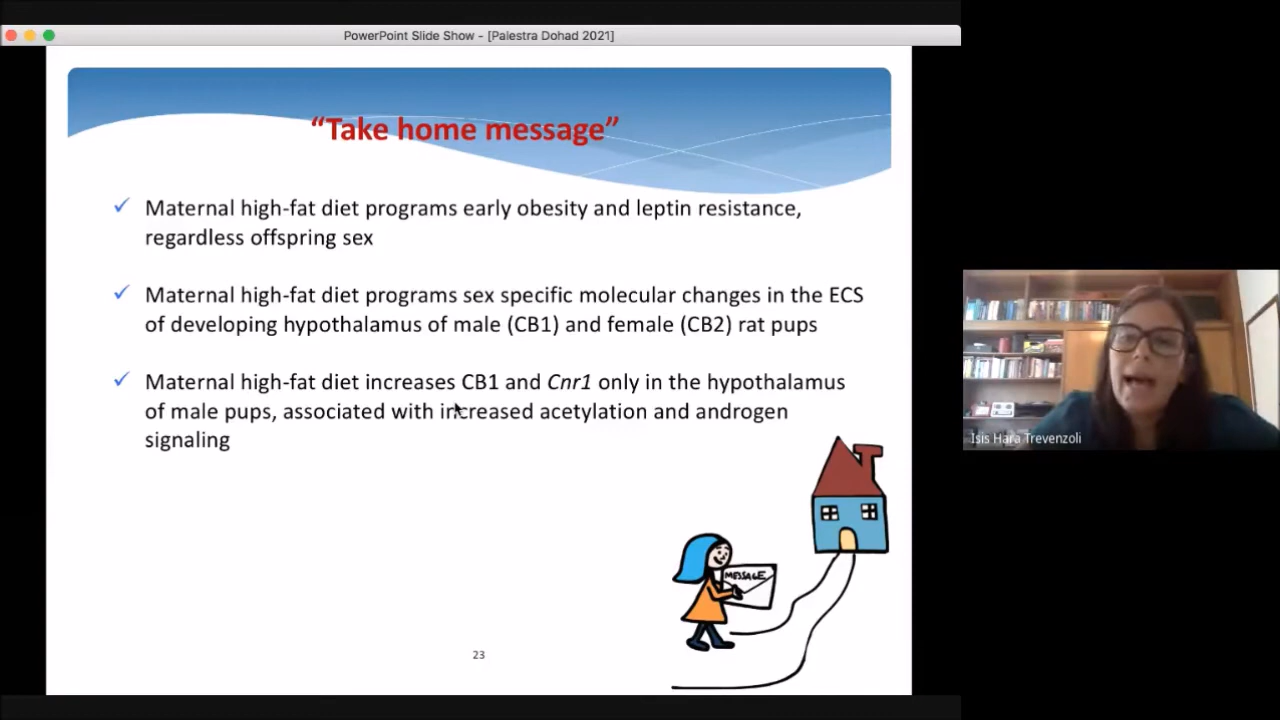 PowerPoint Slide Show - [Palestra Dohad 2021]
“Take home message”
Maternal high-fat diet programs early obesity and leptin resistance,
regardless offspring sex
Maternal high-fat diet programs sex specific molecular changes in the ECS
of developing hypothalamus of male (CB1) and female (CB2) rat pups
Maternal high-fat diet increases CB1 and Cnr1 only in the hypothalamus
of male pups, associated with increased acetylation and androgen
signaling
MESSAGE
23
Isis Hara Trevenzoli